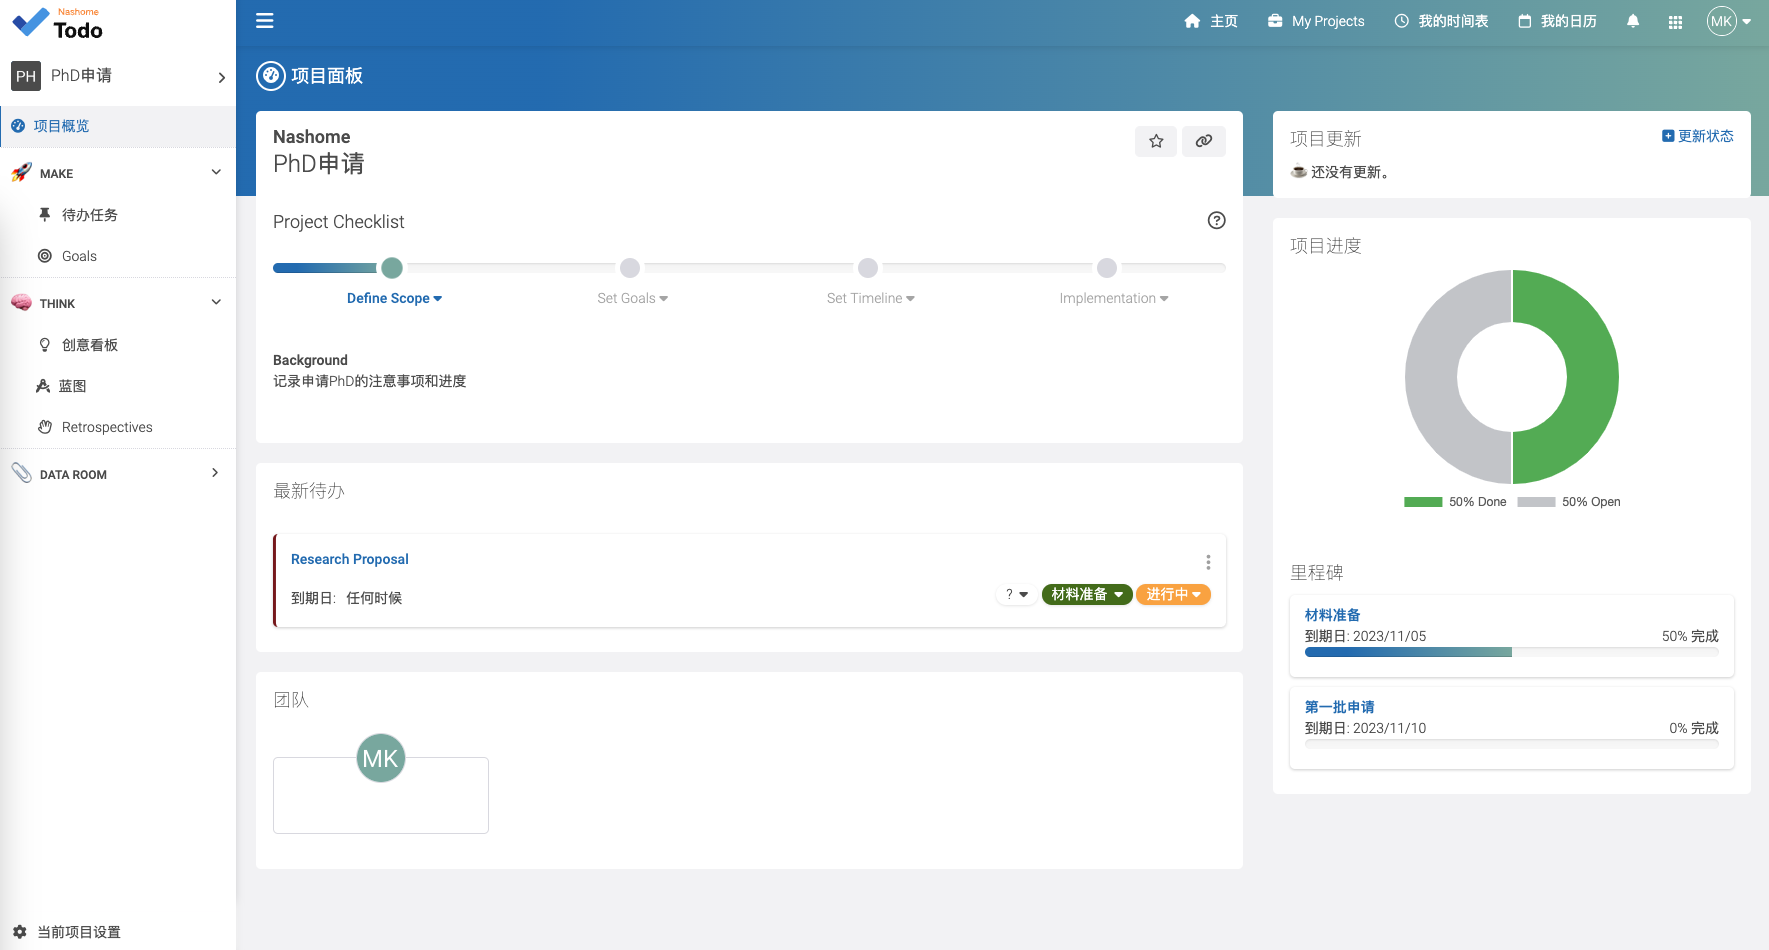 Nashome
Todo
PH PhD申请
项目概览
MAKE
待办任务
Goals
THINK
创意看板
蓝图
Retrospectives
DATA ROOM
当前项目设置
主页 My Projects 我的时间表 我的日历 MK
项目面板
Nashome
PhD申请
Project Checklist
Define Scope Set Goals Set Timeline Implementation
Background
记录申请PhD的注意事项和进度
最新待办
Research Proposal
到期日: 任何时候 ? 材料准备 进行中
团队
MK
项目更新 更新状态
还没有更新。
项目进度
50% Done 50% Open
里程碑
材料准备
到期日: 2023/11/05 50% 完成
第一批申请
到期日: 2023/11/10 0% 完成